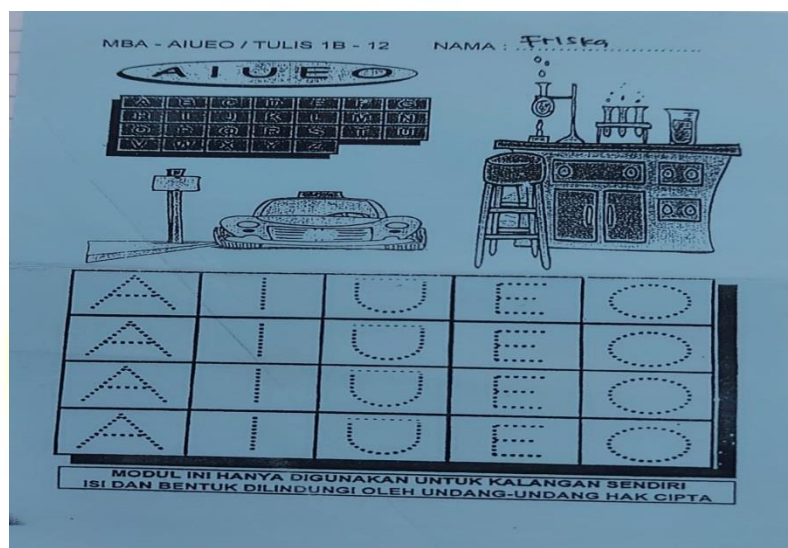 MBA - AIUEO / TULIS 1B - 12 NAMA : Friska
A I U E O
A B C D E F G
H I J K L M N
O P Q R S T U
V W X Y Z
P
A I U E O
A I U E O
A I U E O
A I U E O
MODUL INI HANYA DIGUNAKAN UNTUK KALANGAN SENDIRI
ISI DAN BENTUK DILINDUNGI OLEH UNDANG-UNDANG HAK CIPTA